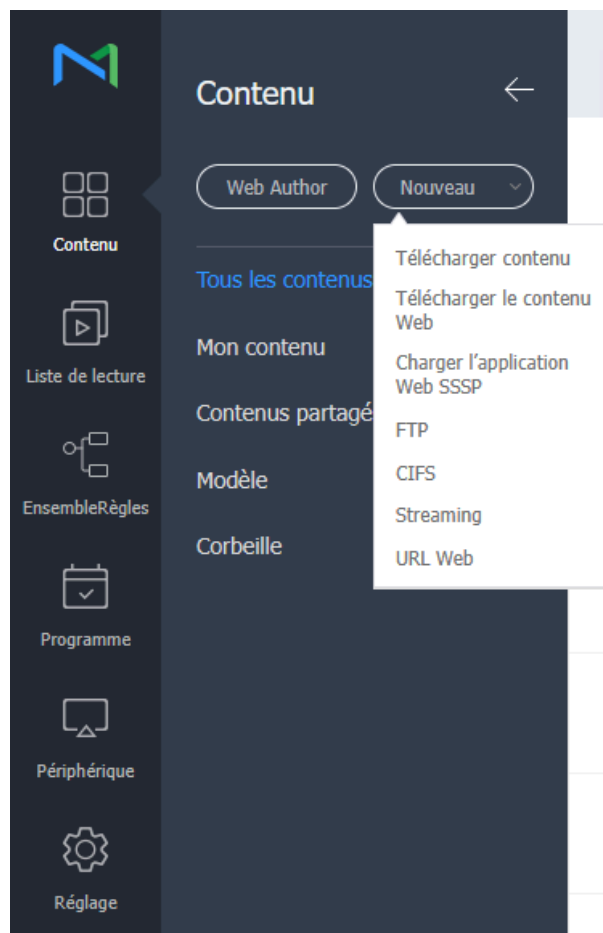 Contenu
Web Author
Nouveau
Contenu
Tous les contenus
Mon contenu
Contenus partagé
Modèle
Corbeille
Télécharger contenu
Télécharger le contenu
Web
Charger l'application
Web SSSP
FTP
CIFS
Streaming
URL Web
Liste de lecture
EnsembleRègles
Programme
Périphérique
Réglage